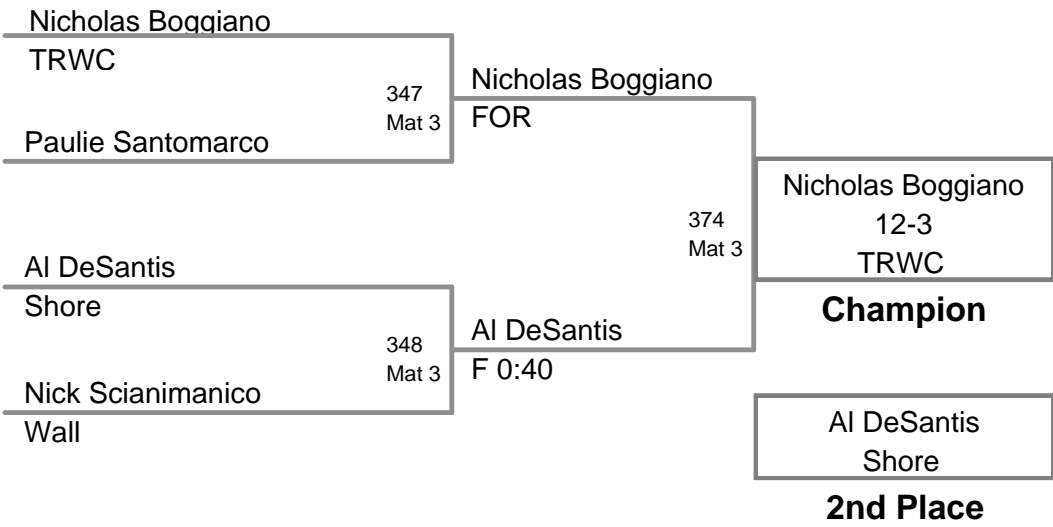 Nicholas Boggiano
TRWC
347
Mat 3
Paulie Santomarco
Nicholas Boggiano
FOR
Al DeSantis
Shore
348
Mat 3
Nick Scianimanico
Wall
Al DeSantis
F 0:40
374
Mat 3
Nicholas Boggiano
12-3
TRWC
Champion
Al DeSantis
Shore
2nd Place